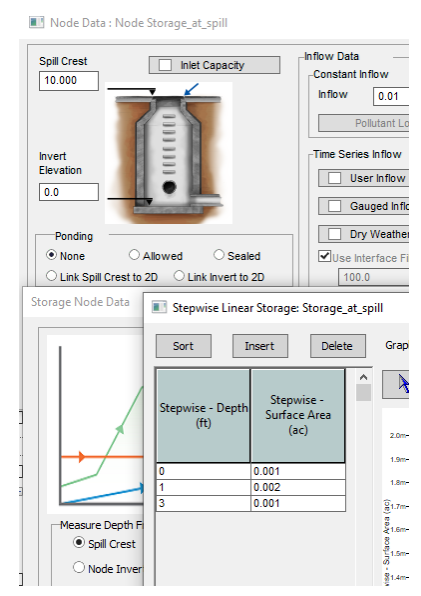 Node Data : Node Storage_at_spill
Spill Crest
10.000
Inlet Capacity
Invert
Elevation
0.0
Ponding
None
Allowed
Sealed
Link Spill Crest to 2D
Link Invert to 2D
Inflow Data
Constant Inflow
Inflow
0.01
Pollutant Lo
Time Series Inflow
User Inflow
Gauged Inflo
Dry Weather
Use Interface Fi
100.0
Storage Node Data
Measure Depth F
Spill Crest
Node Inver
Stepwise Linear Storage: Storage_at_spill
Sort
Insert
Delete
Grap
Stepwise - Depth
(ft)
Stepwise -
Surface Area
(ac)
0 0.001
1 0.002
3 0.001
2.0m
1.9m
1.8m
1.7m
1.6m
1.5m
1.4m
wise - Surface Area (ac)